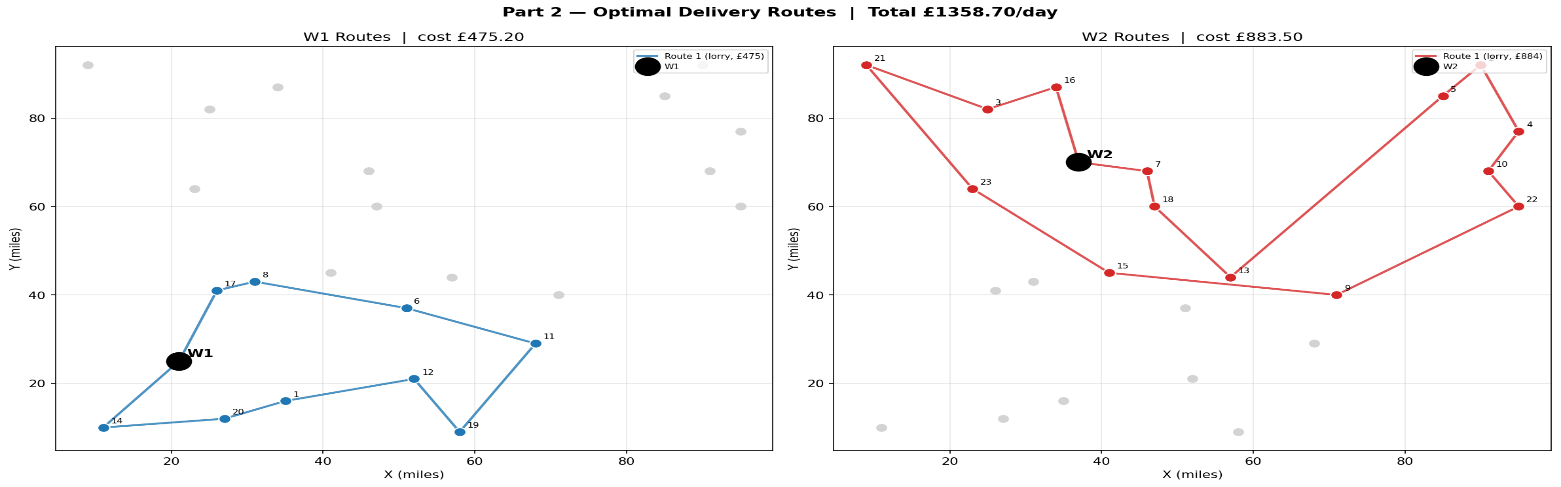 Part 2 — Optimal Delivery Routes | Total £1358.70/day
W1 Routes | cost £475.20
Route 1 (lorry, £475)
W1
80
60
40
20
Y (miles)
17
8
6
11
W1
12
1
20
14
19
20
40
60
80
X (miles)
W2 Routes | cost £883.50
Route 1 (lorry, £884)
W2
80
60
40
20
Y (miles)
21
16
3
5
4
W2
7
10
23
18
22
15
13
9
20
40
60
80
X (miles)